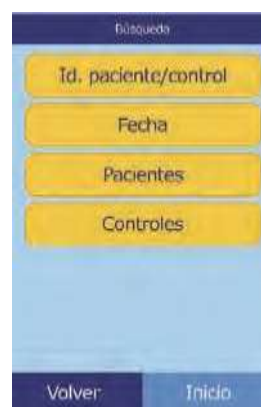 Búsqueda
Id. paciente/control
Fecha
Pacientes
Controles
Volver Inicio